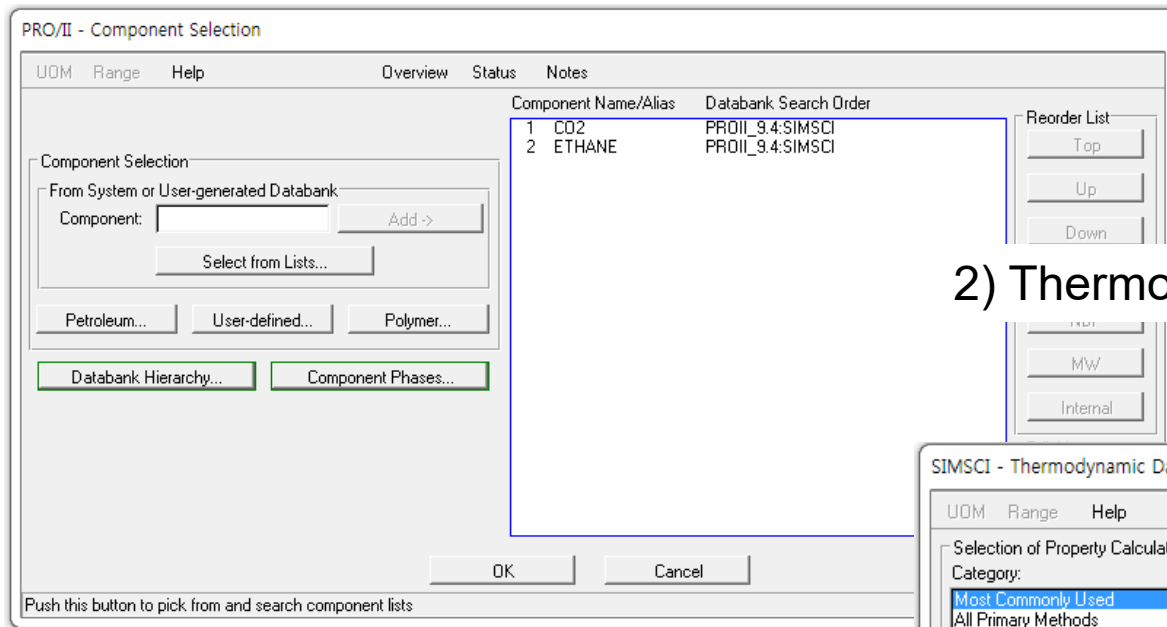 PRO/II - Component Selection
UOM Range Help Overview Status Notes
Component Name/Alias Databank Search Order
1 CO2 PROII_9.4:SIMSCI
2 ETHANE PROII_9.4:SIMSCI
Reorder List
Top
Up
Down
MW
Internal
Component Selection
From System or User-generated Databank
Component: Add ->
Select from Lists...
Petroleum... User-defined... Polymer...
Databank Hierarchy... Component Phases...
OK Cancel
Push this button to pick from and search component lists
2) Thermo
SIMSCI - Thermodynamic Da
UOM Range Help
Selection of Property Calcula
Category:
Most Commonly Used
All Primary Methods